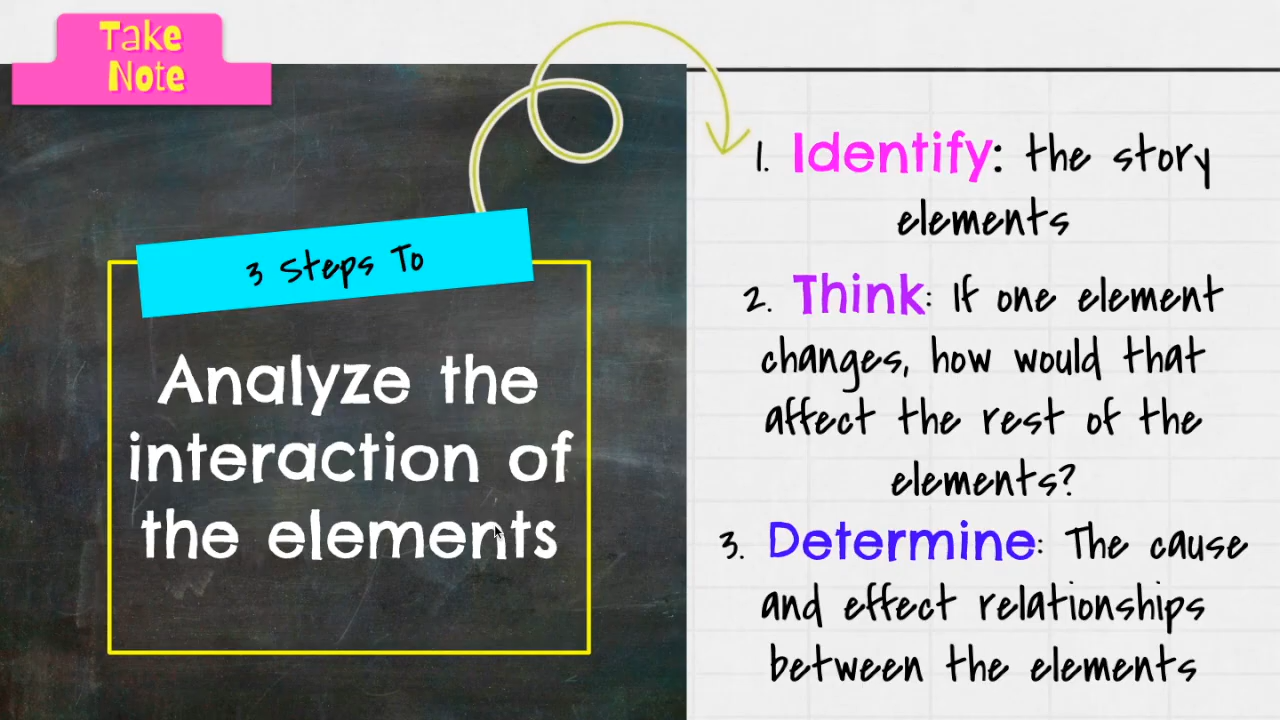 Take
Note
3 Steps To
Analyze the
interaction of
the elements
1. Identify: the story
elements
2. Think: If one element
changes, how would that
affect the rest of the
elements?
3. Determine: The cause
and effect relationships
between the elements